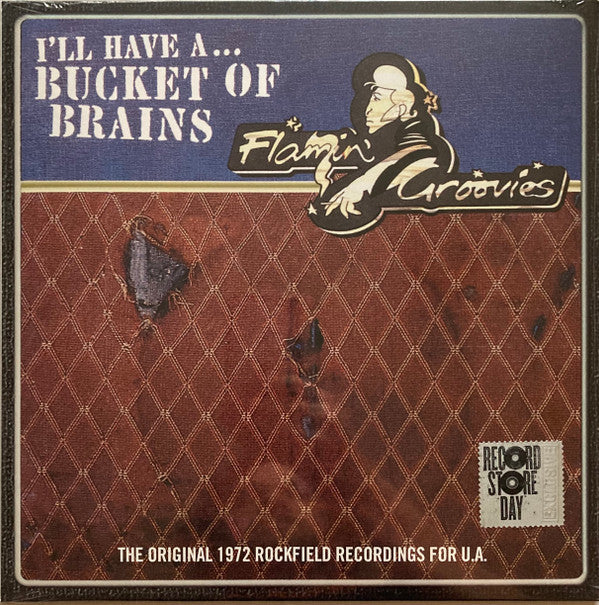 I'LL HAVE A...
BUCKET OF
BRAINS
Flamin'
Groovies
RECORD
STORE
DAY
EXCLUSIVE
THE ORIGINAL 1972 ROCKFIELD RECORDINGS FOR U.A.